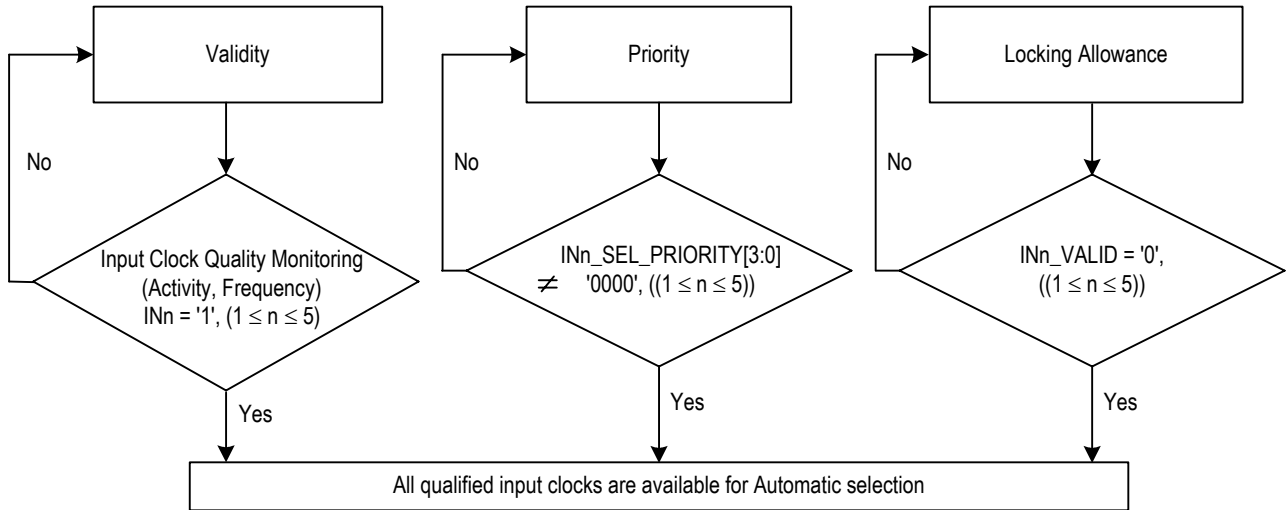 Validity
No
Input Clock Quality Monitoring
(Activity, Frequency)
INn = '1', (1 ≤ n ≤ 5)
Yes
Priority
No
INn_SEL_PRIORITY[3:0]
≠ '0000', ((1 ≤ n ≤ 5))
Yes
Locking Allowance
No
INn_VALID = '0',
((1 ≤ n ≤ 5))
Yes
All qualified input clocks are available for Automatic selection